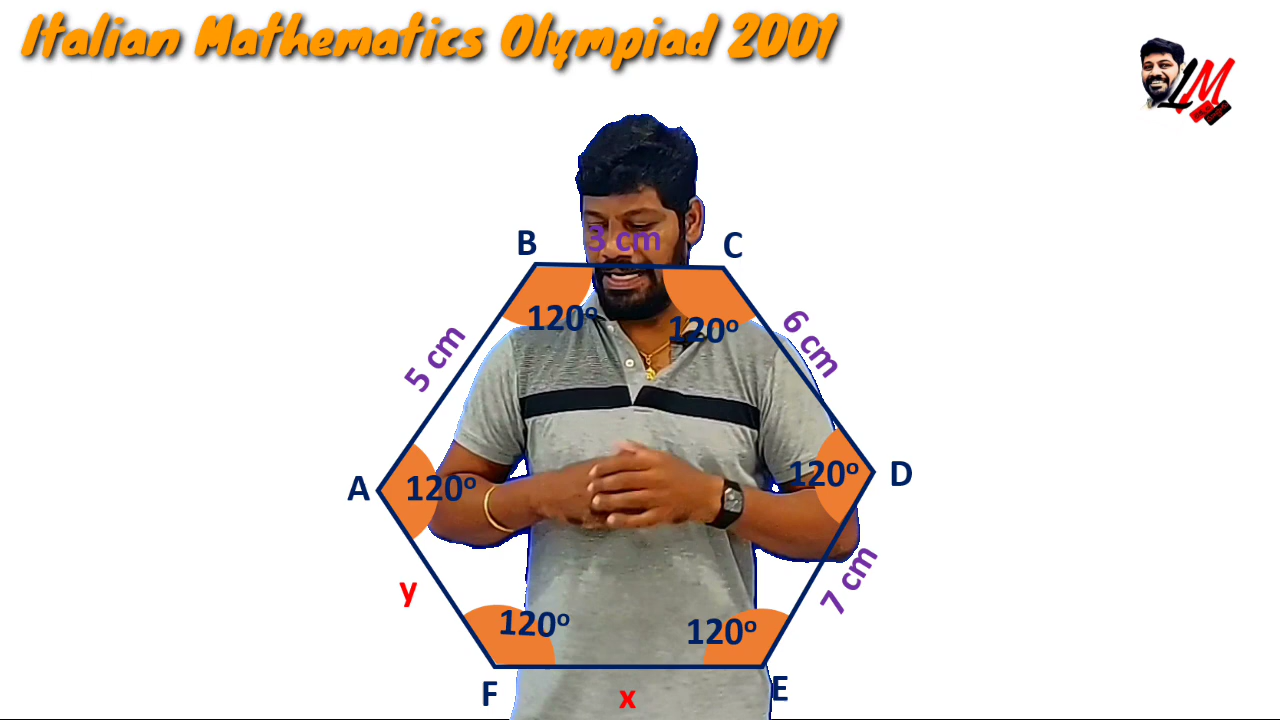 Italian Mathematics Olympiad 2001
LM
B
3 cm
C
120°
120°
5 cm
6 cm
A
120°
120°
D
y
7 cm
120°
120°
F
x
E